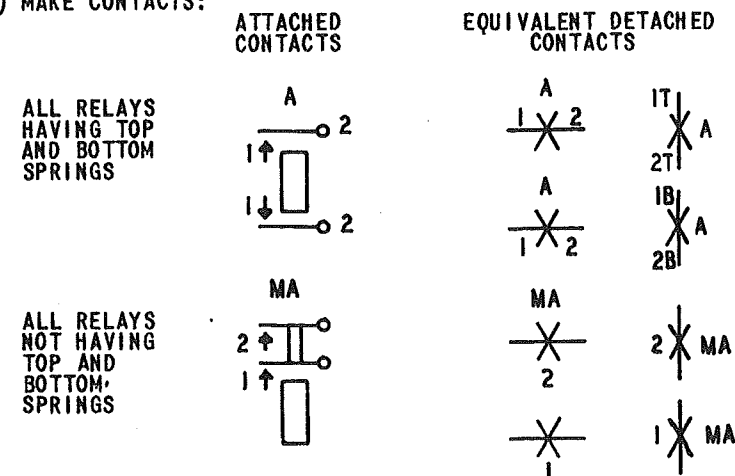 ) MAKE CONTACTS:
ATTACHED
CONTACTS
EQUIVALENT DETACHED
CONTACTS
ALL RELAYS
HAVING TOP
AND BOTTOM
SPRINGS
A
2
1
1
2
A
1 2
1T
A
2T
A
1 2
1B
A
2B
ALL RELAYS
NOT HAVING
TOP AND
BOTTOM
SPRINGS
MA
2
1
MA
2
2 MA
1
1 MA